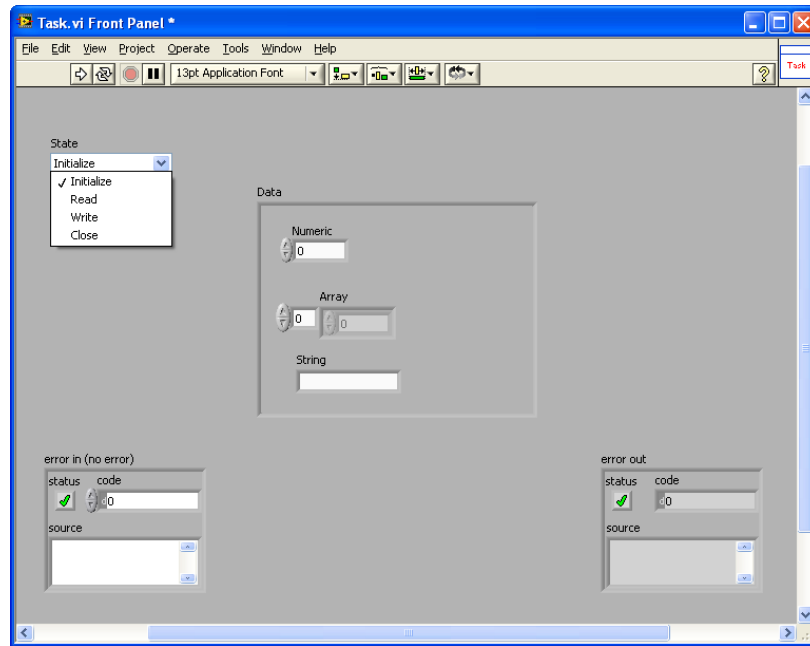 Task.vi Front Panel *
File Edit View Project Operate Tools Window Help
13pt Application Font
Task
State
Initialize
Initialize
Read
Write
Close
Data
Numeric
0
Array
0
0
String
error in (no error)
status code
0
source
error out
status code
0
source